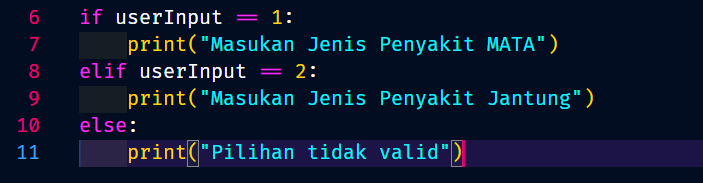 6 if userInput == 1:
7     print("Masukan Jenis Penyakit MATA")
8 elif userInput == 2:
9     print("Masukan Jenis Penyakit Jantung")
10 else:
11     print("Pilihan tidak valid")